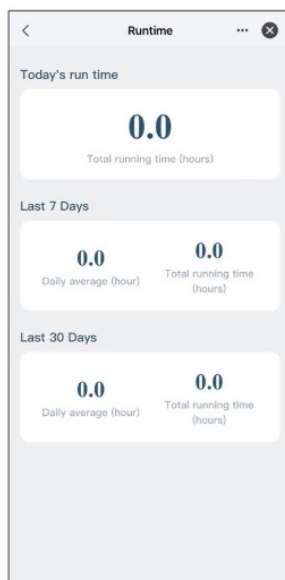 Runtime
Today's run time
0.0
Total running time (hours)
Last 7 Days
0.0
Daily average (hour)
0.0
Total running time
(hours)
Last 30 Days
0.0
Daily average (hour)
0.0
Total running time
(hours)